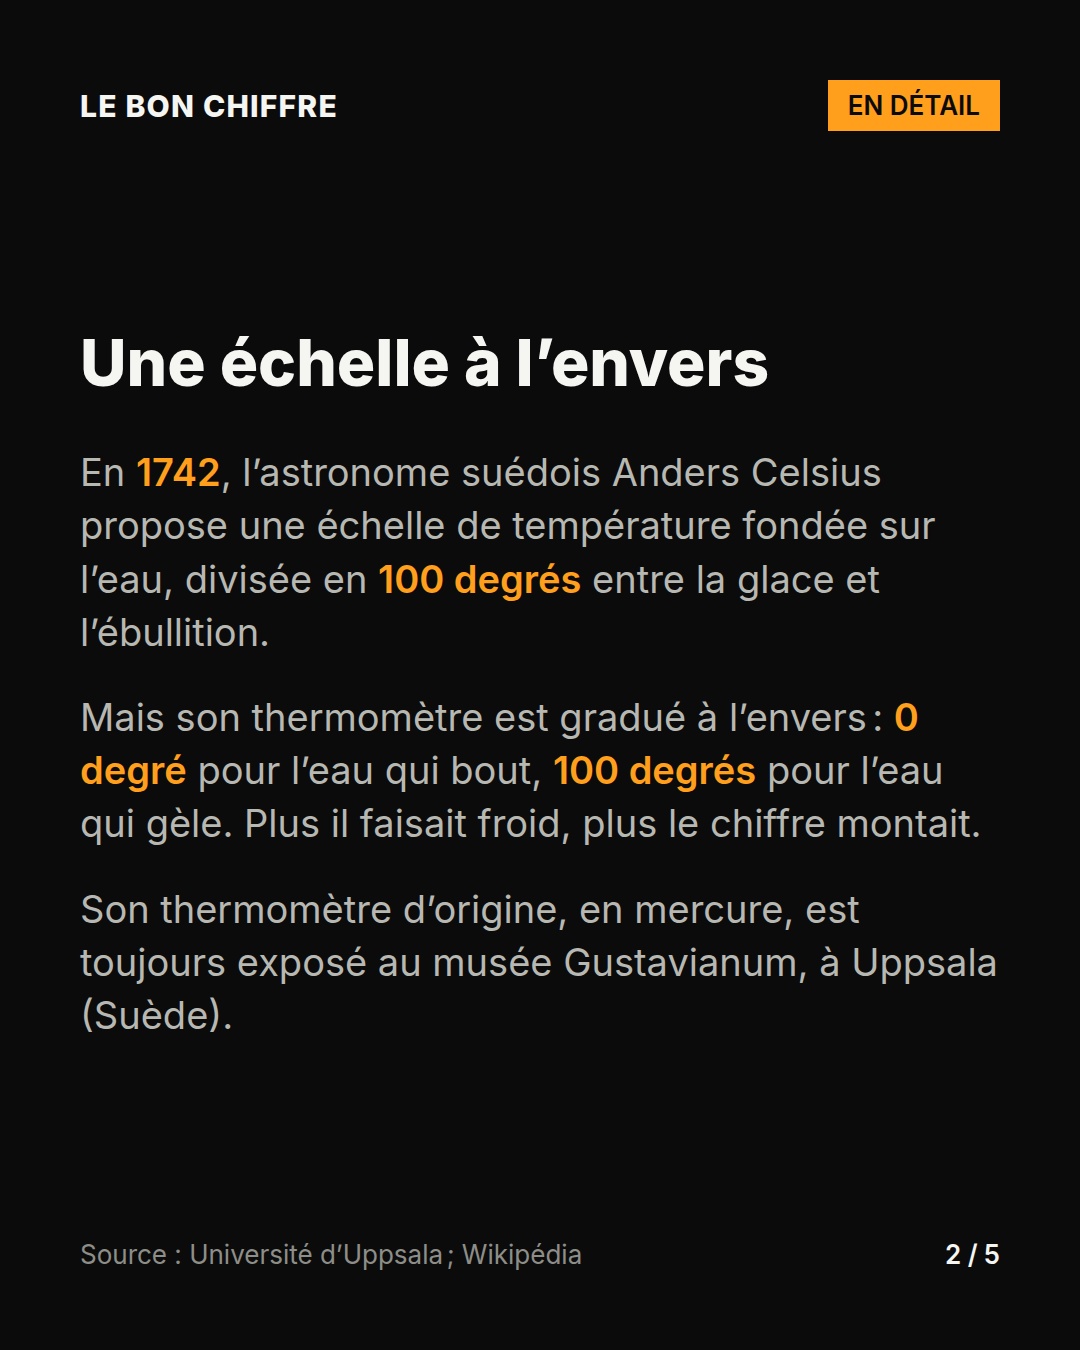 LE BON CHIFFRE
EN DÉTAIL
Une échelle à l’envers
En 1742, l’astronome suédois Anders Celsius
propose une échelle de température fondée sur
l’eau, divisée en 100 degrés entre la glace et
l’ébullition.
Mais son thermomètre est gradué à l’envers : 0
degré pour l’eau qui bout, 100 degrés pour l’eau
qui gèle. Plus il faisait froid, plus le chiffre montait.
Son thermomètre d’origine, en mercure, est
toujours exposé au musée Gustavianum, à Uppsala
(Suède).
Source : Université d’Uppsala ; Wikipédia
2 / 5